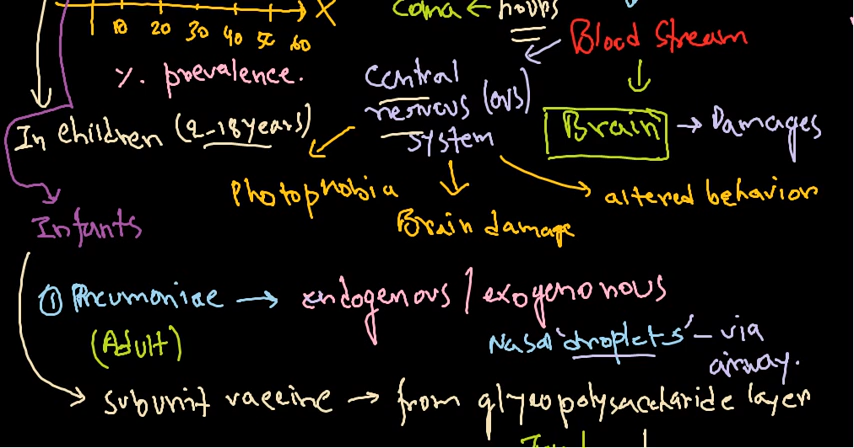 X
10 20 30 40 50 60
Coma ← hours
Blood Stream
%. prevalence.
central
nervous (cvs)
system
In children (2-18 years)
Brain → Damages
Photophobia
altered behavior
Infants
Brain damage
① Pneumoniae → endogenous / exogenonous
(Adult)
Nasal 'droplets' - via
airway.
subunit vaccine → from glycopolysaccharide layer